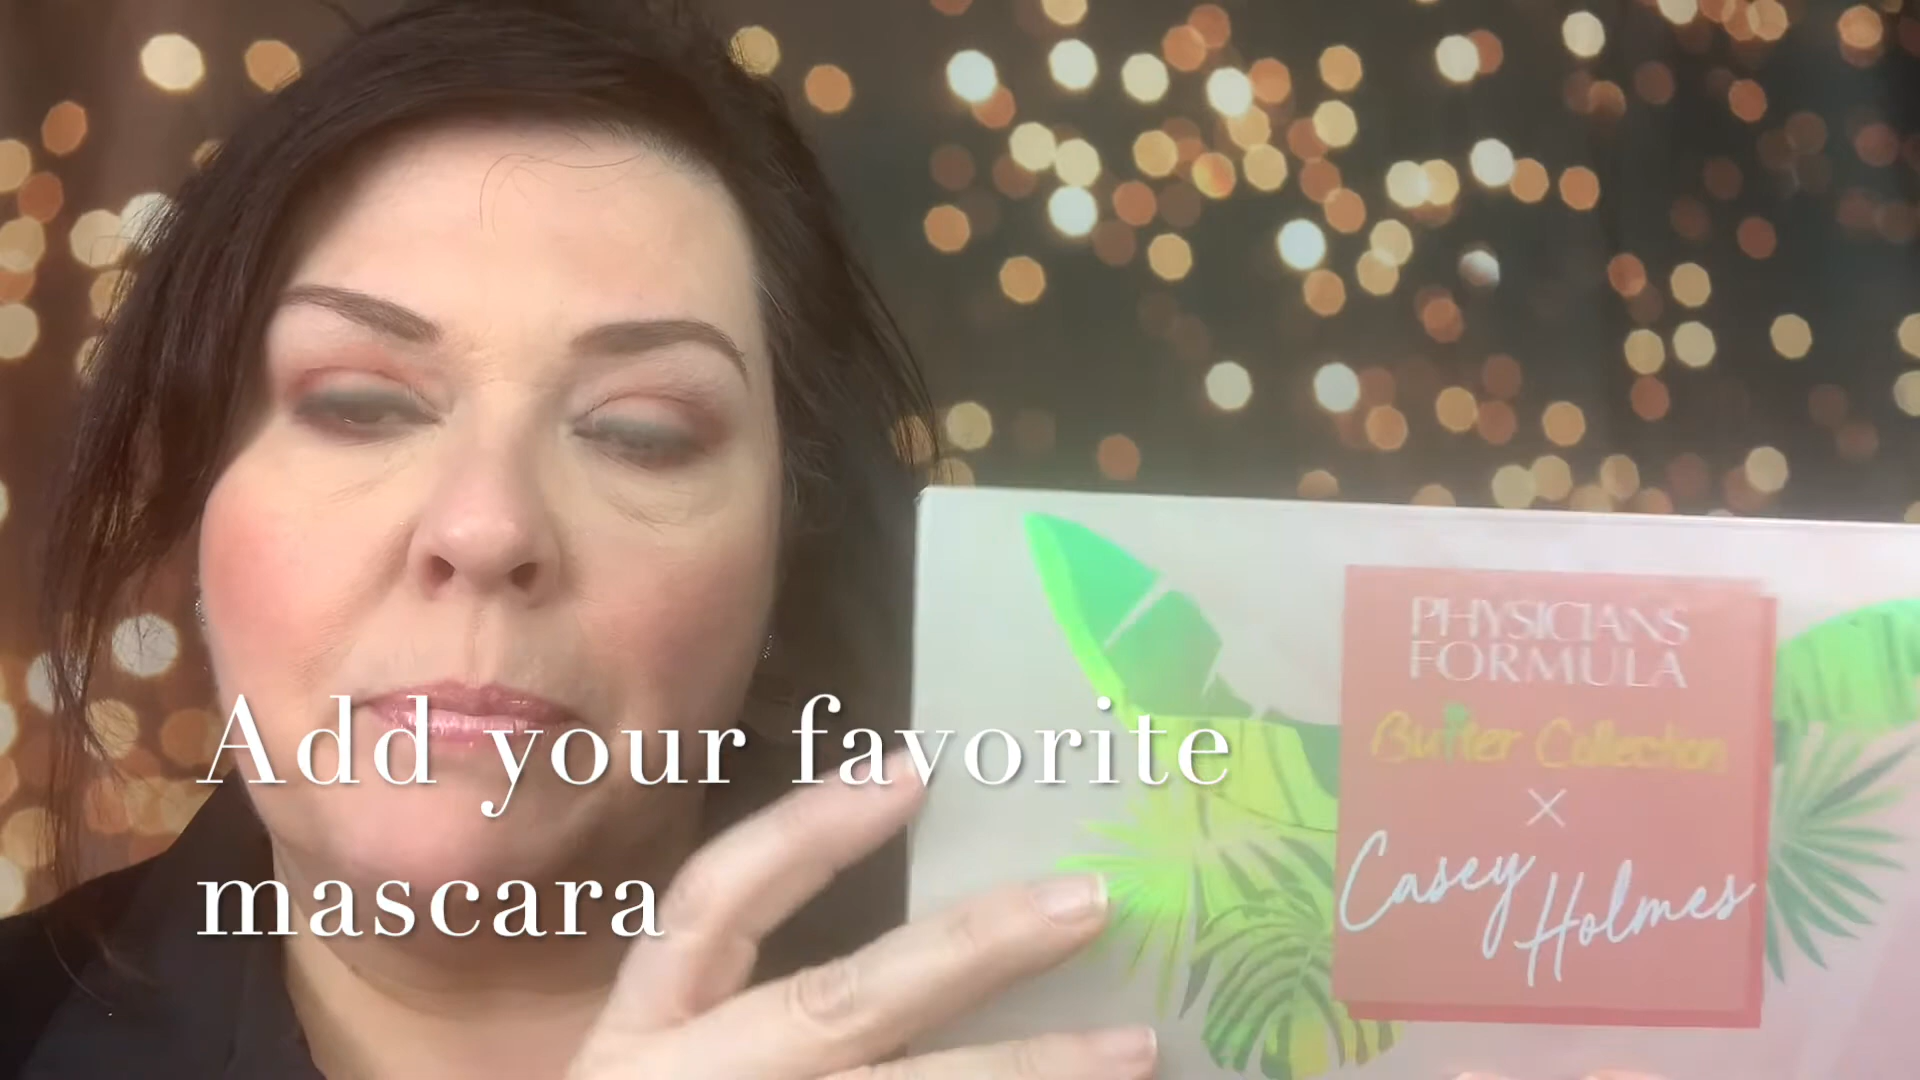 Add your favorite
mascara
PHYSICIANS
FORMULA
Butter Collection
X
Casey
Holmes